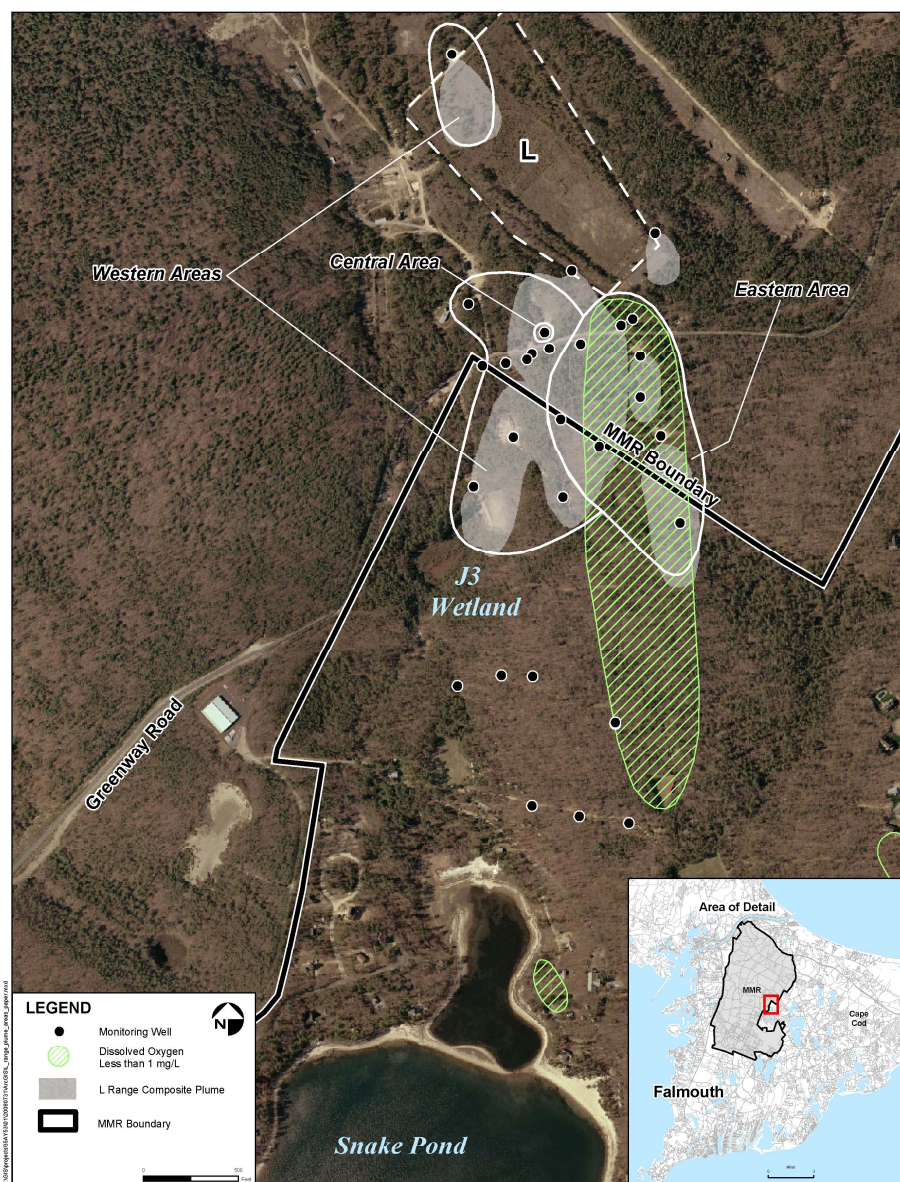 L
Western Areas
Central Area
Eastern Area
MMR Boundary
J3
Wetland
Greenway Road
Snake Pond
LEGEND
N
Monitoring Well
Dissolved Oxygen
Less than 1 mg/L
L Range Composite Plume
MMR Boundary
0 500
Feet
Area of Detail
MMR
Cape
Cod
Falmouth
Miles